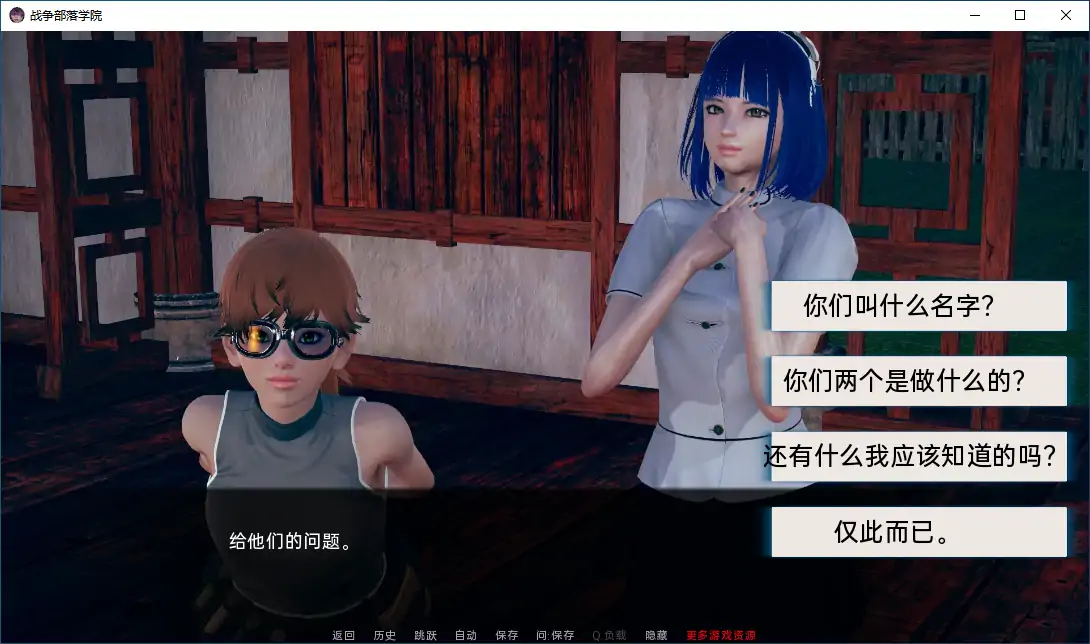 战争部落学院
你们叫什么名字?
你们两个是做什么的?
还有什么我应该知道的吗?
仅此而已。
给他们的问题。
返回 历史 跳跃 自动 保存 问:保存 Q 负载 隐藏 更多游戏资源